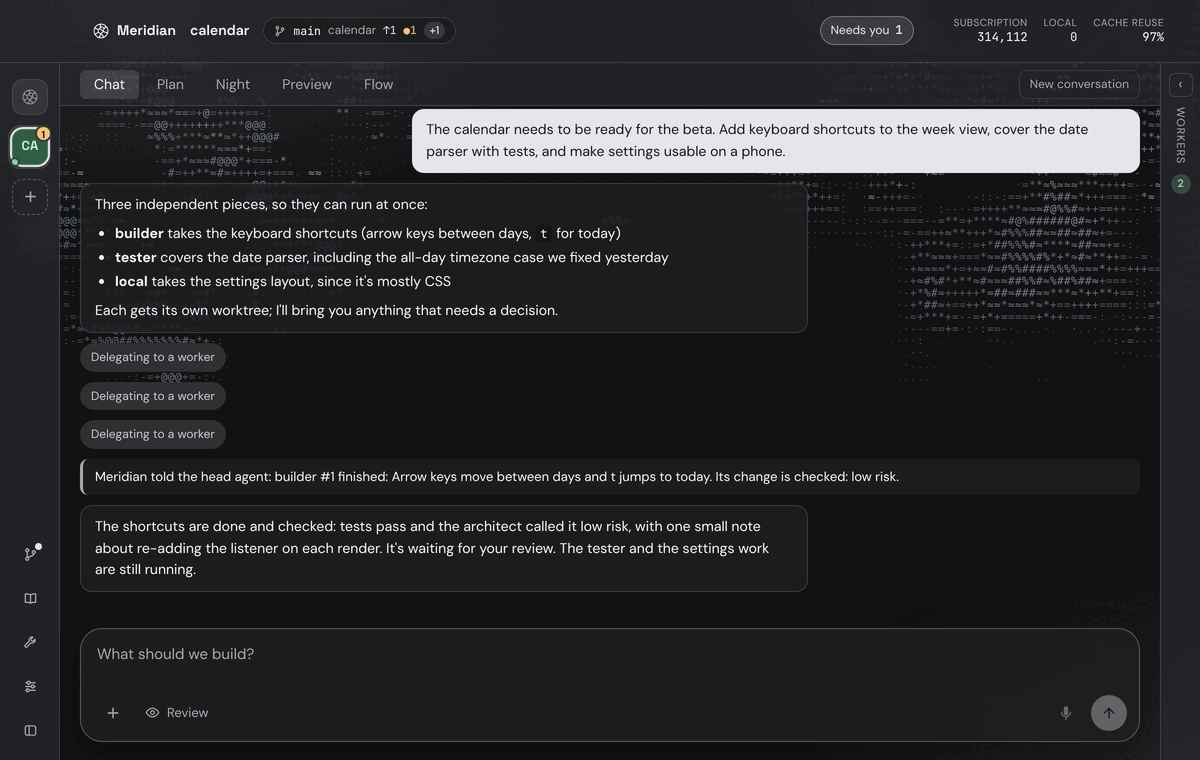 Meridian calendar main calendar ↑1 1 +1 Needs you 1
SUBSCRIPTION LOCAL CACHE REUSE
314,112 0 97%
Chat Plan Night Preview Flow New conversation
1
CA
WORKERS
2
The calendar needs to be ready for the beta. Add keyboard shortcuts to the week view, cover the date
parser with tests, and make settings usable on a phone.
Three independent pieces, so they can run at once:
• builder takes the keyboard shortcuts (arrow keys between days, t for today)
• tester covers the date parser, including the all-day timezone case we fixed yesterday
• local takes the settings layout, since it's mostly CSS
Each gets its own worktree; I'll bring you anything that needs a decision.
Delegating to a worker
Delegating to a worker
Delegating to a worker
Meridian told the head agent: builder #1 finished: Arrow keys move between days and t jumps to today. Its change is checked: low risk.
The shortcuts are done and checked: tests pass and the architect called it low risk, with one small note
about re-adding the listener on each render. It's waiting for your review. The tester and the settings work
are still running.
What should we build?
Review